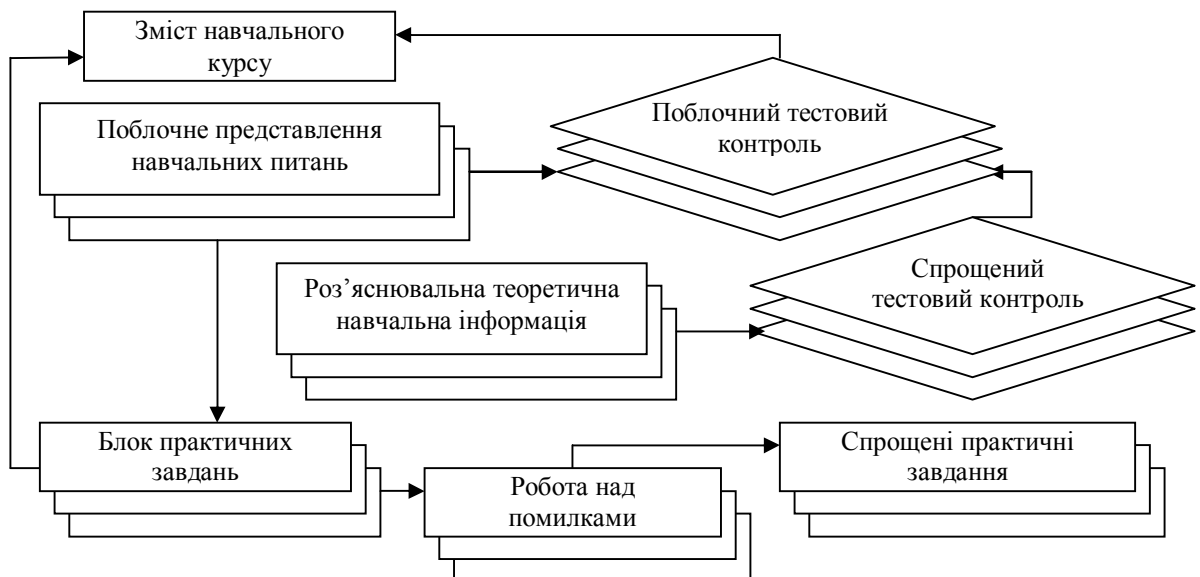 Зміст навчального
курсу
Поблочне представлення
навчальних питань
Поблочний тестовий
контроль
Роз’яснювальна теоретична
навчальна інформація
Спрощений
тестовий контроль
Блок практичних
завдань
Робота над
помилками
Спрощені практичні
завдання